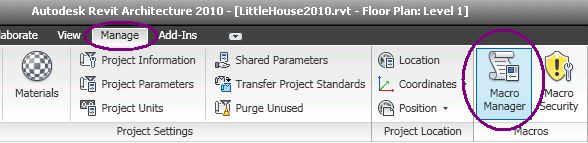 Autodesk Revit Architecture 2010 - [LittleHouse2010.rvt - Floor Plan: Level 1]
laborate View Manage Add-Ins
Materials
Project Information
Project Parameters
Project Units
Shared Parameters
Transfer Project Standards
Purge Unused
Project Settings
Location
Coordinates
Position
Project Location
Macro
Manager
Macro
Security
Macros